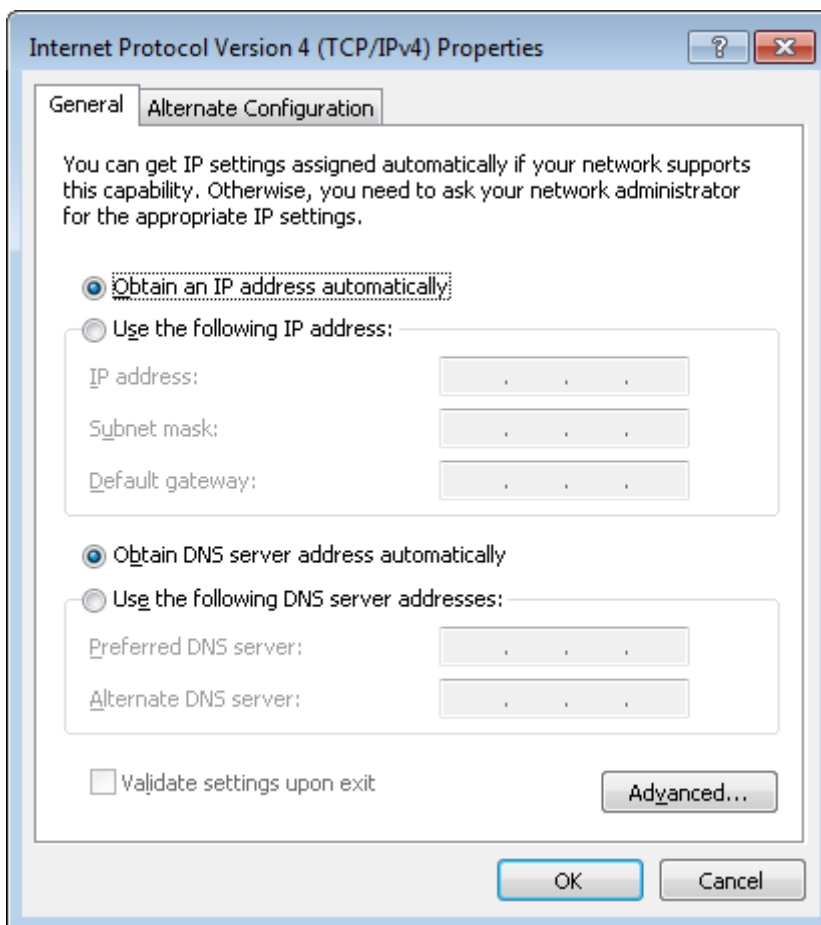 Internet Protocol Version 4 (TCP/IPv4) Properties
General
Alternate Configuration
You can get IP settings assigned automatically if your network supports
this capability. Otherwise, you need to ask your network administrator
for the appropriate IP settings.
Obtain an IP address automatically
Use the following IP address:
IP address:
Subnet mask:
Default gateway:
Obtain DNS server address automatically
Use the following DNS server addresses:
Preferred DNS server:
Alternate DNS server:
Validate settings upon exit
Advanced...
OK
Cancel